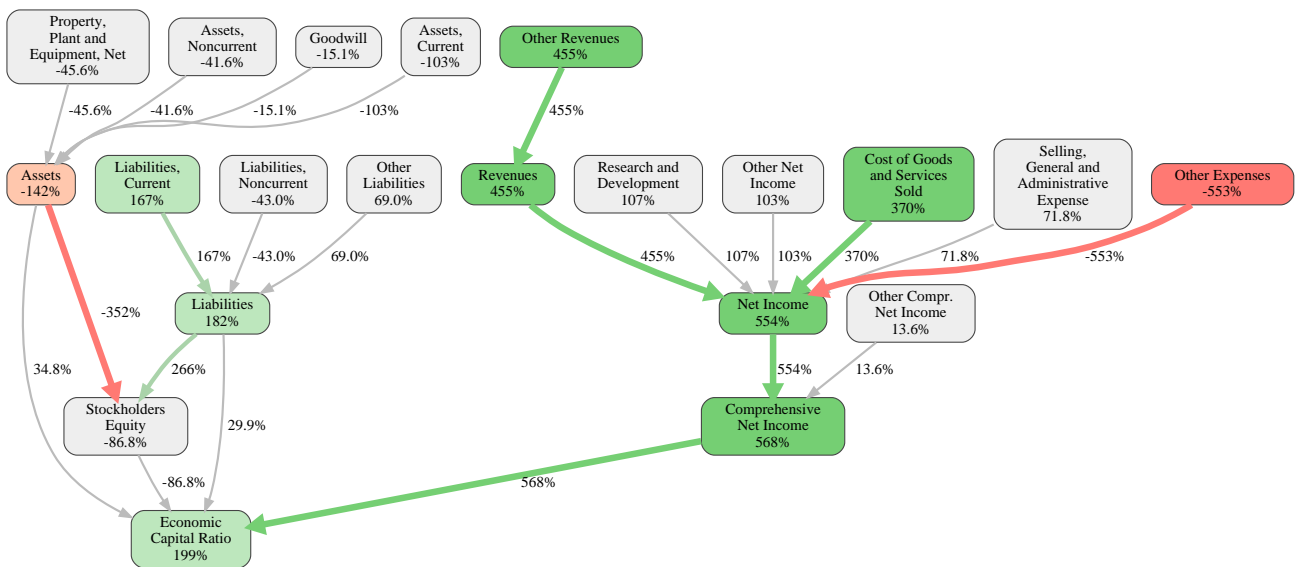 Property,
Plant and
Equipment, Net
-45.6%
Assets,
Noncurrent
-41.6%
Goodwill
-15.1%
Assets,
Current
-103%
Other Revenues
455%
-45.6%
-41.6%
-15.1%
-103%
455%
Assets
-142%
Liabilities,
Current
167%
Liabilities,
Noncurrent
-43.0%
Other
Liabilities
69.0%
Revenues
455%
Research and
Development
107%
Other Net
Income
103%
Cost of Goods
and Services
Sold
370%
Selling,
General and
Administrative
Expense
71.8%
Other Expenses
-553%
167%
-43.0%
69.0%
455%
107%
103%
370%
71.8%
-553%
-352%
Liabilities
182%
Net Income
554%
Other Compr.
Net Income
13.6%
34.8%
266%
554%
13.6%
Stockholders
Equity
-86.8%
29.9%
Comprehensive
Net Income
568%
-86.8%
568%
Economic
Capital Ratio
199%